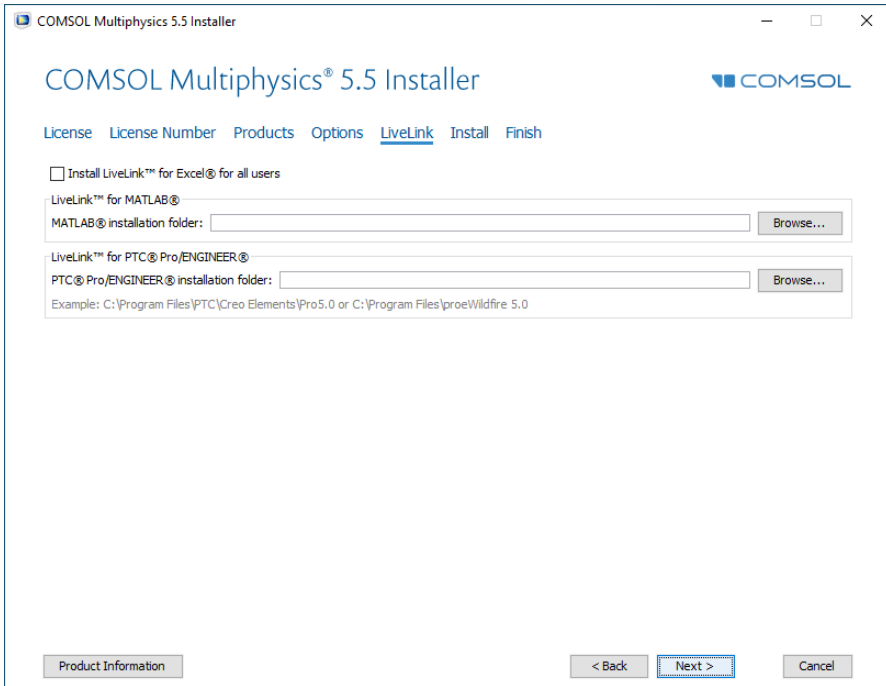 COMSOL Multiphysics 5.5 Installer
COMSOL Multiphysics® 5.5 Installer
COMSOL
License License Number Products Options LiveLink Install Finish
Install LiveLink™ for Excel® for all users
LiveLink™ for MATLAB®
MATLAB® installation folder: Browse...
LiveLink™ for PTC® Pro/ENGINEER®
PTC® Pro/ENGINEER® installation folder: Browse...
Example: C:\Program Files\PTC\Creo Elements\Pro5.0 or C:\Program Files\proeWildfire 5.0
Product Information < Back Next > Cancel